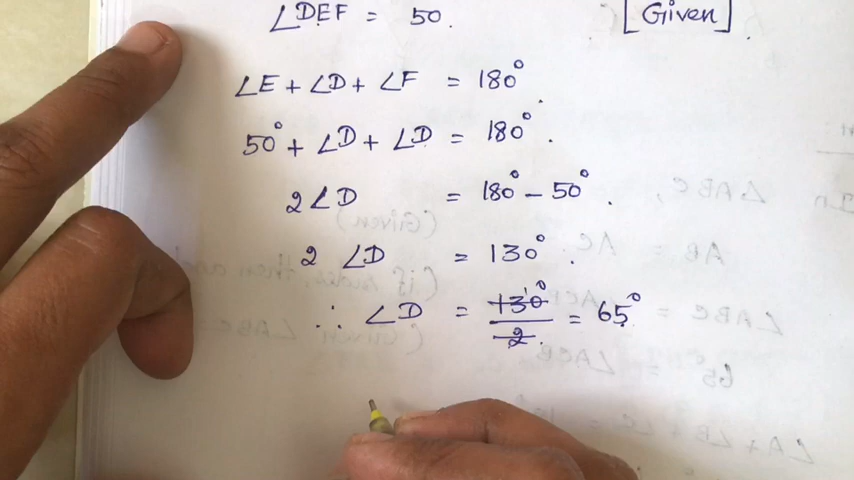 ∠DEF = 50. [Given].
∠E + ∠D + ∠F = 180°.
50° + ∠D + ∠D = 180°.
2∠D = 180° - 50°.
2 ∠D = 130°.
∴ ∠D = 130°/2 = 65°.